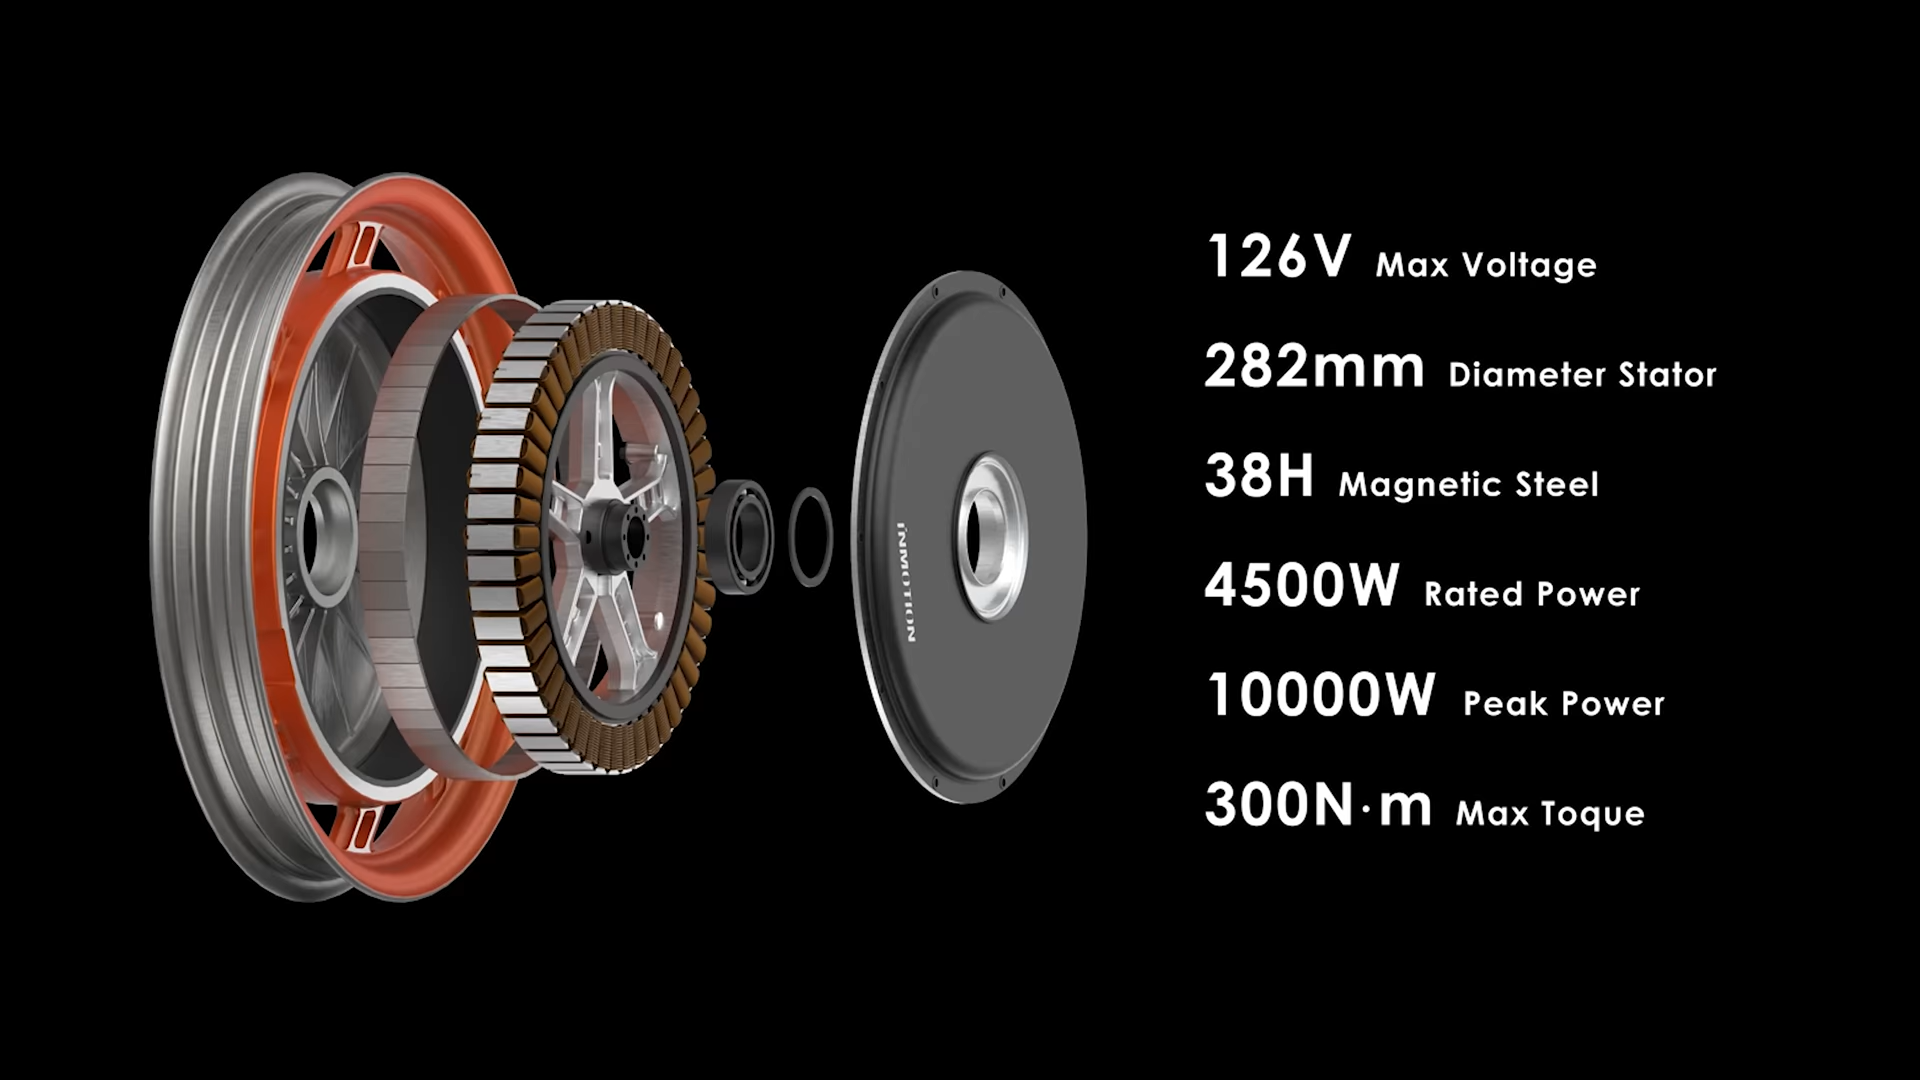 126V Max Voltage
282mm Diameter Stator
38H Magnetic Steel
4500W Rated Power
10000W Peak Power
300N·m Max Toque
INMOTION